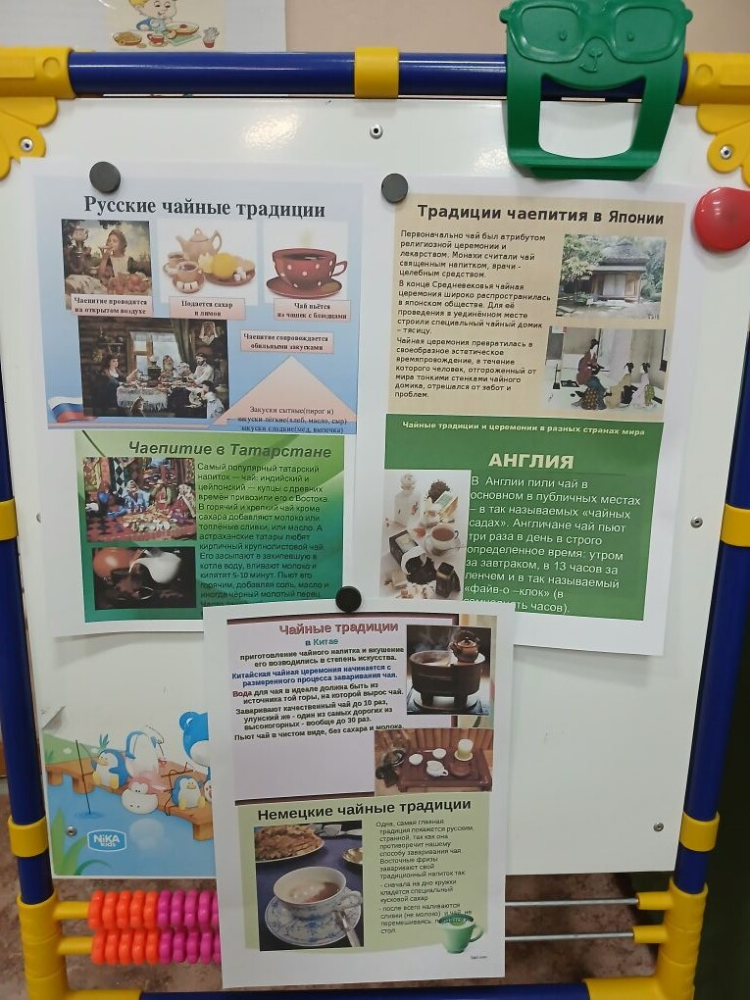 Русские чайные традиции
Чаепитие проводится
на открытом воздухе
Подается сахар
и лимон
Чай пьётся
из чашек с блюдцами
Чаепитие сопровождается
обильными закусками
Закуски сытные(пирог и)
закуски лёгкие(хлеб, масло, сыр)
закуски сладкие(мёд, выпечка)
Чаепитие в Татарстане
Самый популярный татарский
напиток — чай: индийский и
цейлонский — купцы с древних
времён привозили его с Востока.
В горячий и крепкий чай кроме
сахара добавляют молоко или
топлёные сливки, или масло. А
астраханские татары любят
кирпичный крупнолистовой чай.
Его засыпают в закипевшую в
котле воду, вливают молоко и
кипятят 5-10 минут. Пьют его
горячим, добавляя соль, масло и
иногда чёрный молотый перец.
Традиции чаепития в Японии
Первоначально чай был атрибутом
религиозной церемонии и
лекарством. Монахи считали чай
священным напитком, врачи -
целебным средством.
В конце Средневековья чайная
церемония широко распространилась
в японском обществе. Для её
проведения в уединённом месте
строили специальный чайный домик
– тясицу.
Чайная церемония превратилась в
своеобразное эстетическое
времяпровождение, в течение
которого человек, отгороженный от
мира тонкими стенками чайного
домика, отрешался от забот и
проблем.
Чайные традиции и церемонии в разных странах мира
АНГЛИЯ
В Англии пили чай в
основном в публичных местах
– в так называемых «чайных
садах». Англичане чай пьют
три раза в день в строго
определенное время: утром
за завтраком, в 13 часов за
ленчем и в так называемый
«файв-о –клок» (в
семнадцать часов).
Чайные традиции
в Китае
приготовление чайного напитка и вкушение
его возводились в степень искусства.
Китайская чайная церемония начинается с
размеренного процесса заваривания чая.
Вода для чая в идеале должна быть из
источника той горы, на которой вырос чай.
Заваривают качественный чай до 10 раз,
улунский же - один из самых дорогих из
высокогорных - вообще до 30 раз.
Пьют чай в чистом виде, без сахара и молока.
Немецкие чайные традиции
Одна, самая главная
традиция покажется русским,
странной, так как она
противоречит нашему
способу заваривания чая.
Восточные фризы
заваривают свой
традиционный напиток так:
- сначала на дно кружки
кладется специальный
кусковой сахар
- после всего наливаются
сливки (не молоко), и чай, не
перемешиваясь,
стол.
NiKA
kids